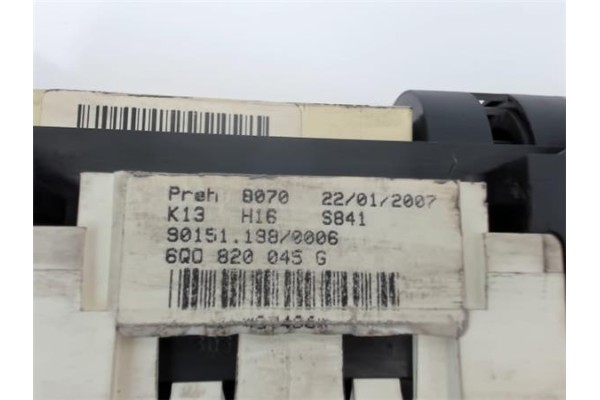 Preh 8070 22/01/2007
K13 H16 S841
90151.198/0006
6Q0 820 045 G